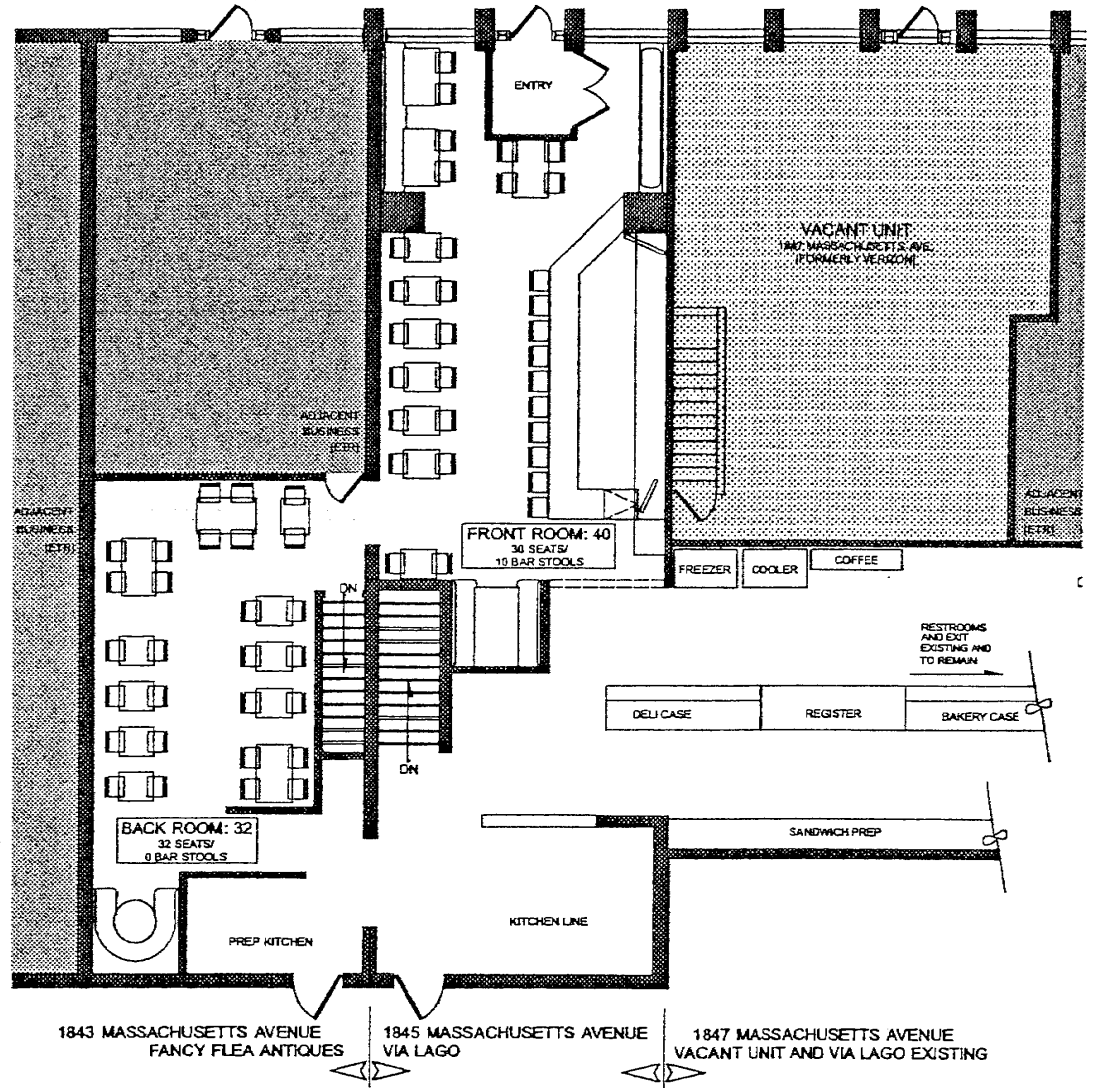 ENTRY
VACANT UNIT
1847 MASSACHUSETTS AVE.
[FORMERLY VERIZON]
ADJACENT
BUSINESS
[ETR]
ADJACENT
BUSINESS
[ETR]
ADJACENT
BUSINESS
[ETR]
FRONT ROOM: 40
30 SEATS/
10 BAR STOOLS
FREEZER
COOLER
COFFEE
DN
RESTROOMS
AND EXIT
EXISTING AND
TO REMAIN
DELI CASE
REGISTER
BAKERY CASE
DN
BACK ROOM: 32
32 SEATS/
0 BAR STOOLS
SANDWICH PREP
KITCHEN LINE
PREP KITCHEN
1843 MASSACHUSETTS AVENUE
FANCY FLEA ANTIQUES
1845 MASSACHUSETTS AVENUE
VIA LAGO
1847 MASSACHUSETTS AVENUE
VACANT UNIT AND VIA LAGO EXISTING